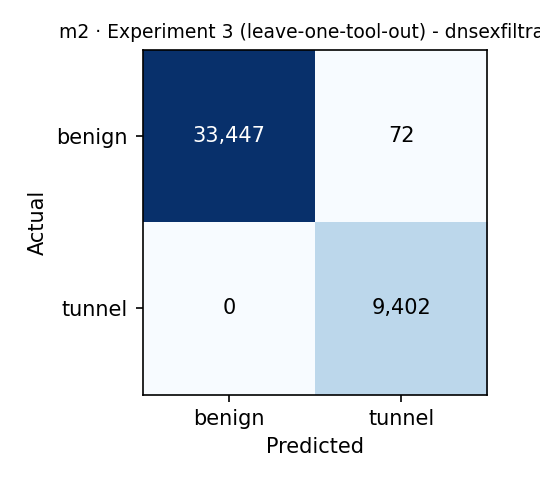 m2 · Experiment 3 (leave-one-tool-out) - dnsexfiltra
benign
33,447
72
Actual
tunnel
0
9,402
benign
tunnel
Predicted